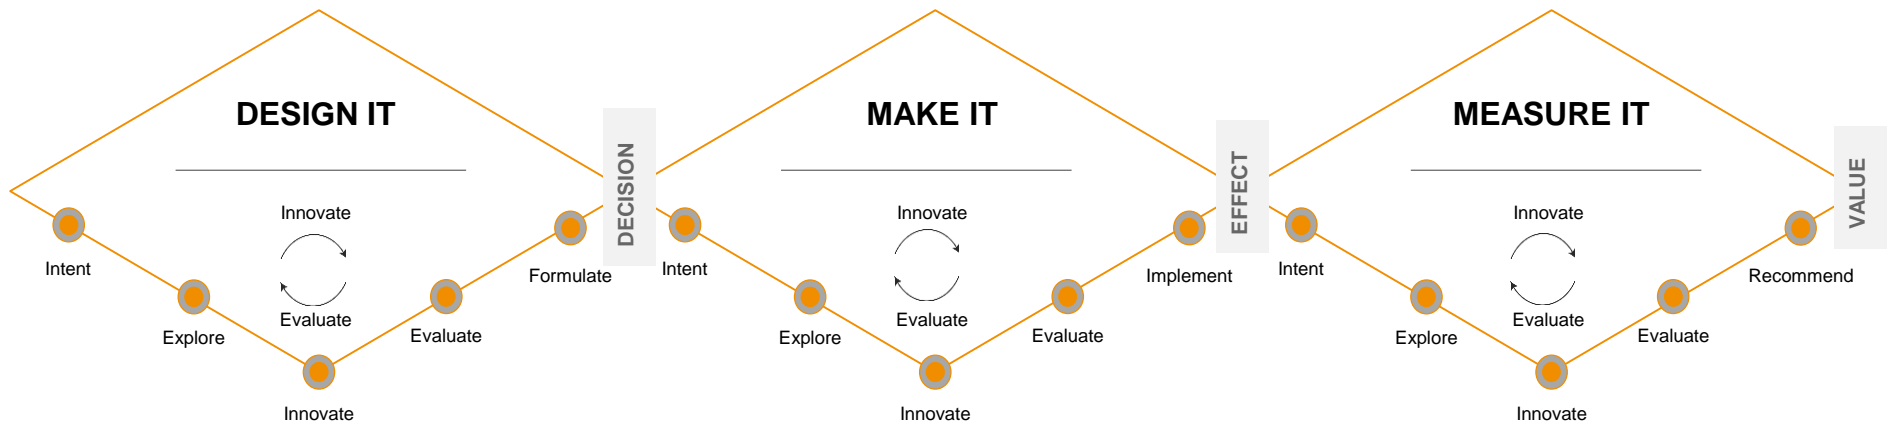 DESIGN IT
Innovate
Evaluate
Intent
Explore
Innovate
Evaluate
Formulate
DECISION
MAKE IT
Innovate
Evaluate
Intent
Explore
Innovate
Evaluate
Implement
EFFECT
MEASURE IT
Innovate
Evaluate
Intent
Explore
Innovate
Evaluate
Recommend
VALUE